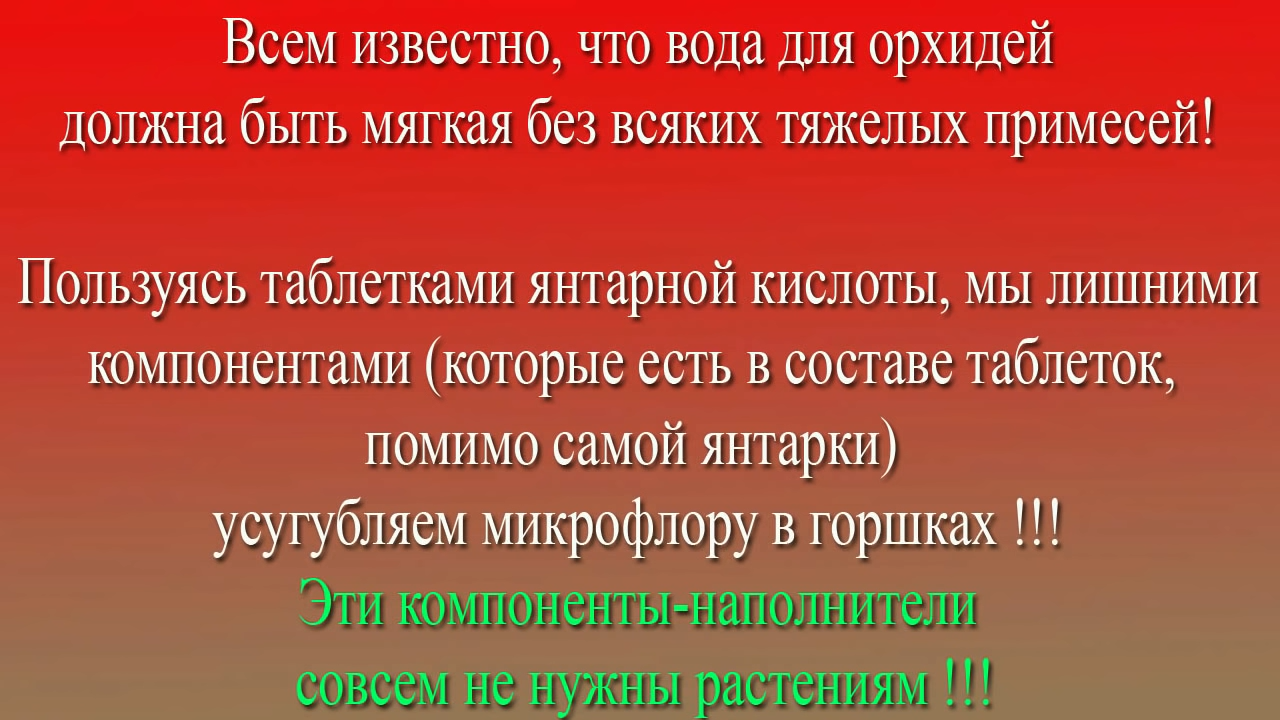 Всем известно, что вода для орхидей
должна быть мягкая без всяких тяжелых примесей!
Пользуясь таблетками янтарной кислоты, мы лишними
компонентами (которые есть в составе таблеток,
помимо самой янтарки)
усугубляем микрофлору в горшках !!!
Эти компоненты-наполнители
совсем не нужны растениям !!!